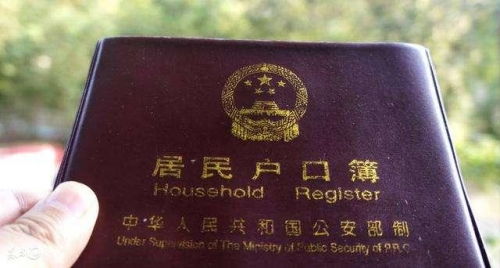 居民户口簿
Household Register
中华人民共和国公安部制
Under Supervision of The Ministry of Public Security of P.R.C